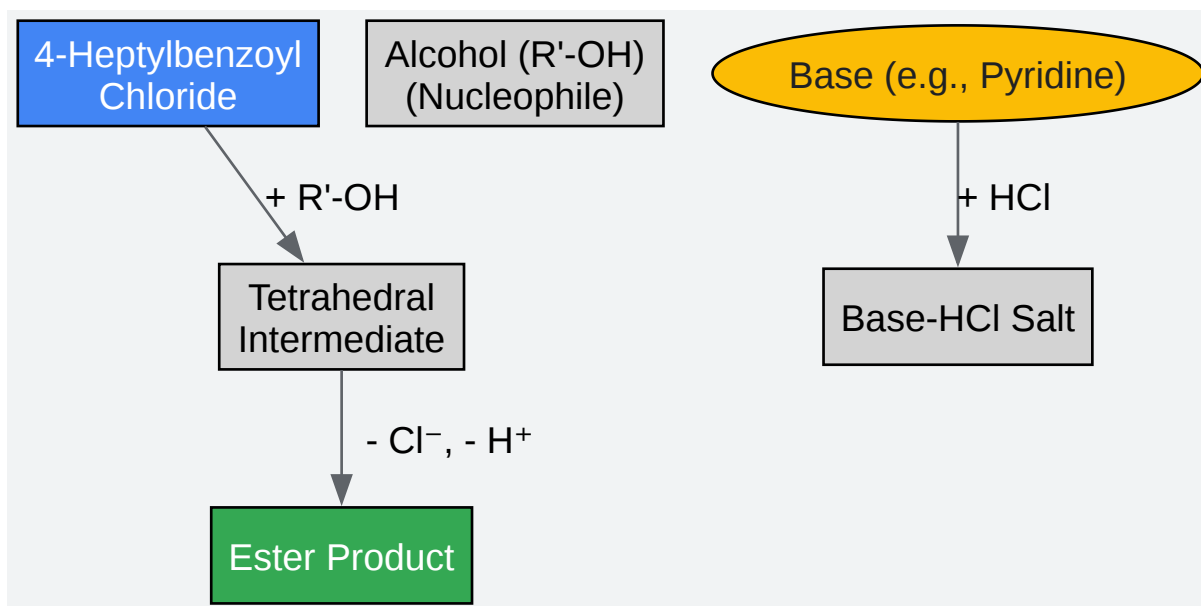 4-Heptylbenzoyl
Chloride
Alcohol (R'-OH)
(Nucleophile)
Base (e.g., Pyridine)
+ R'-OH
+ HCl
Tetrahedral
Intermediate
Base-HCl Salt
- Cl⁻, - H⁺
Ester Product